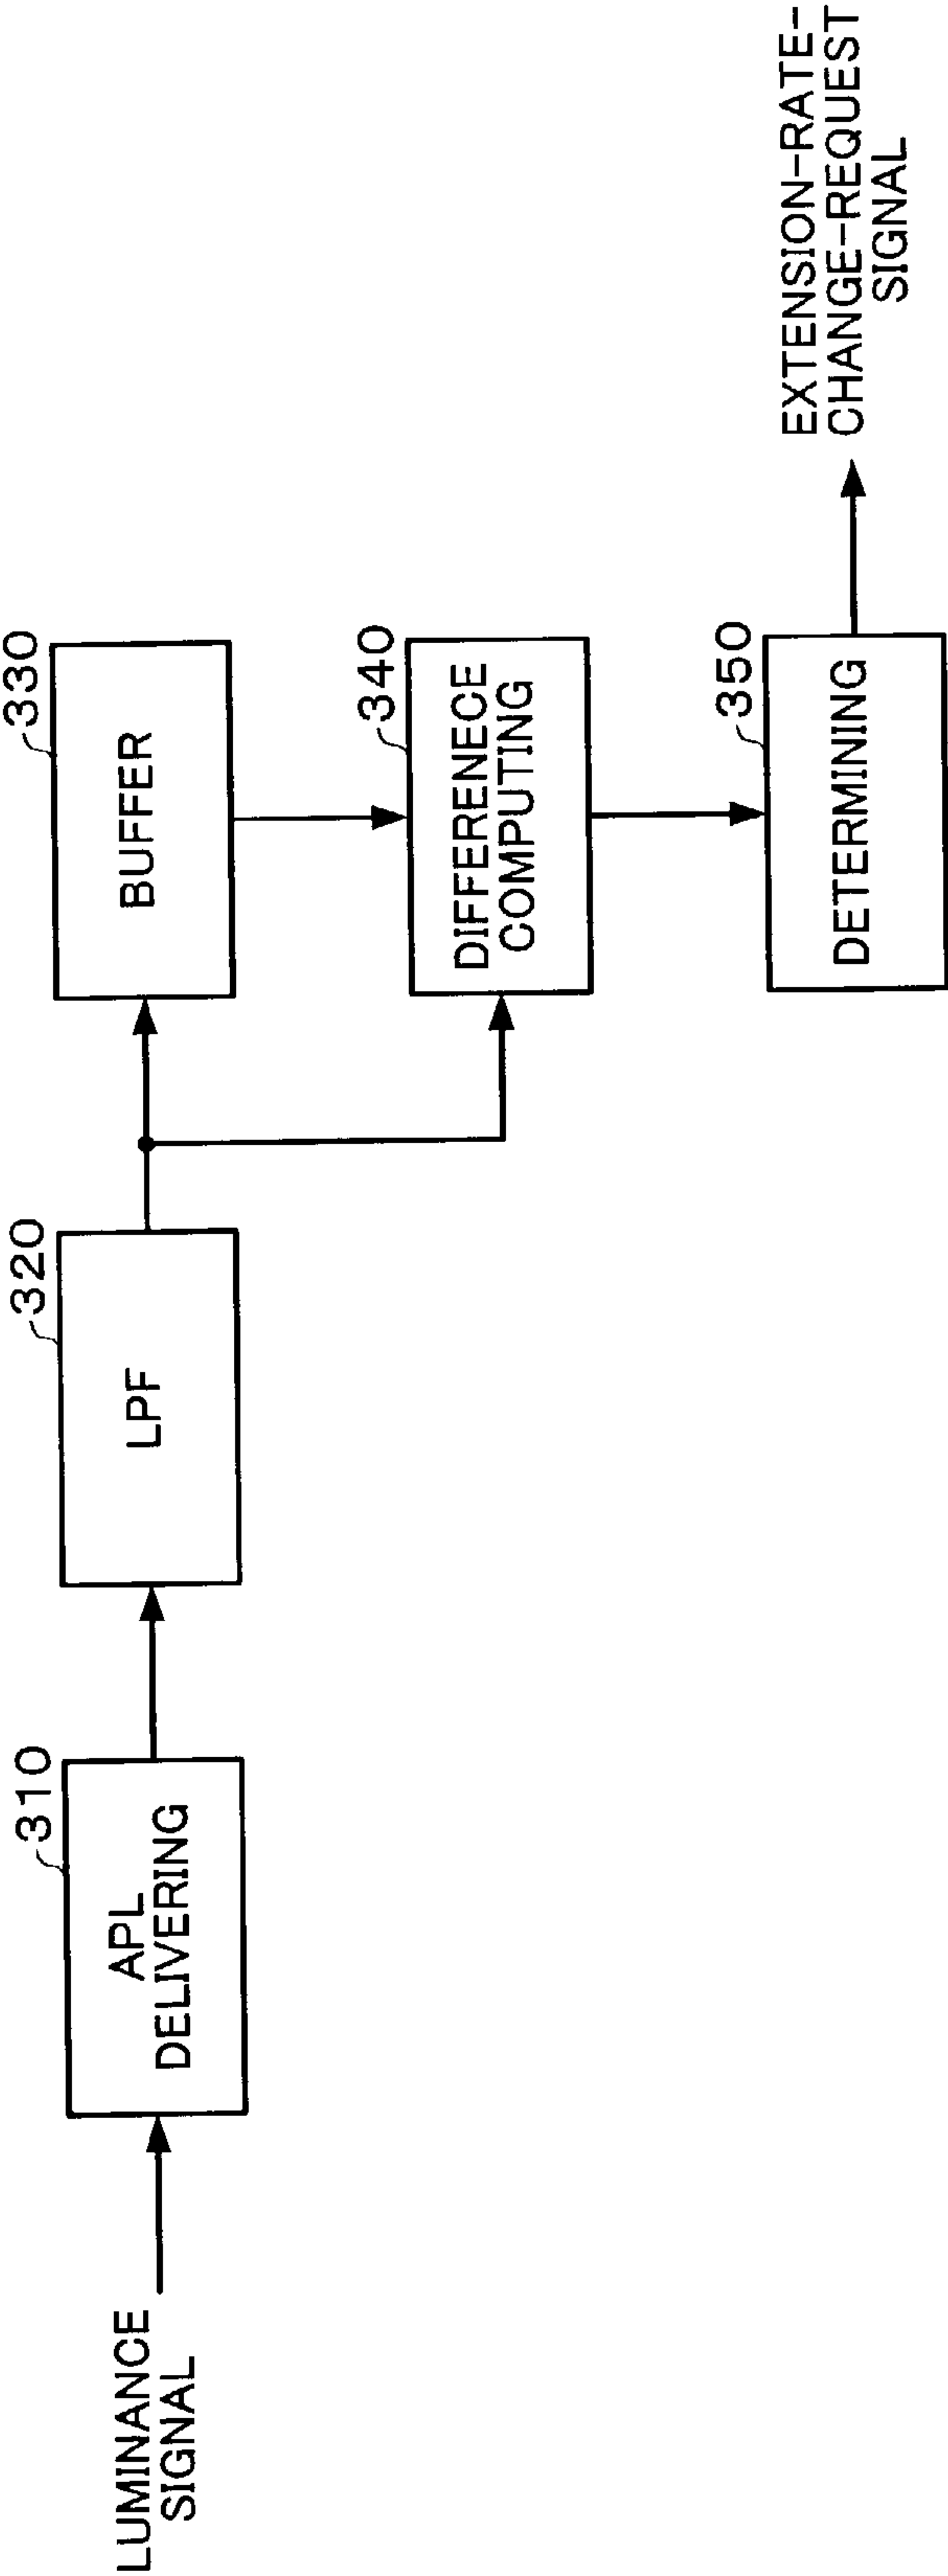 LUMINANCE
SIGNAL
310
APL
DELIVERING
320
LPF
330
BUFFER
340
DIFFERENECE
COMPUTING
350
DETERMINING
EXTENSION-RATE-
CHANGE-REQUEST
SIGNAL